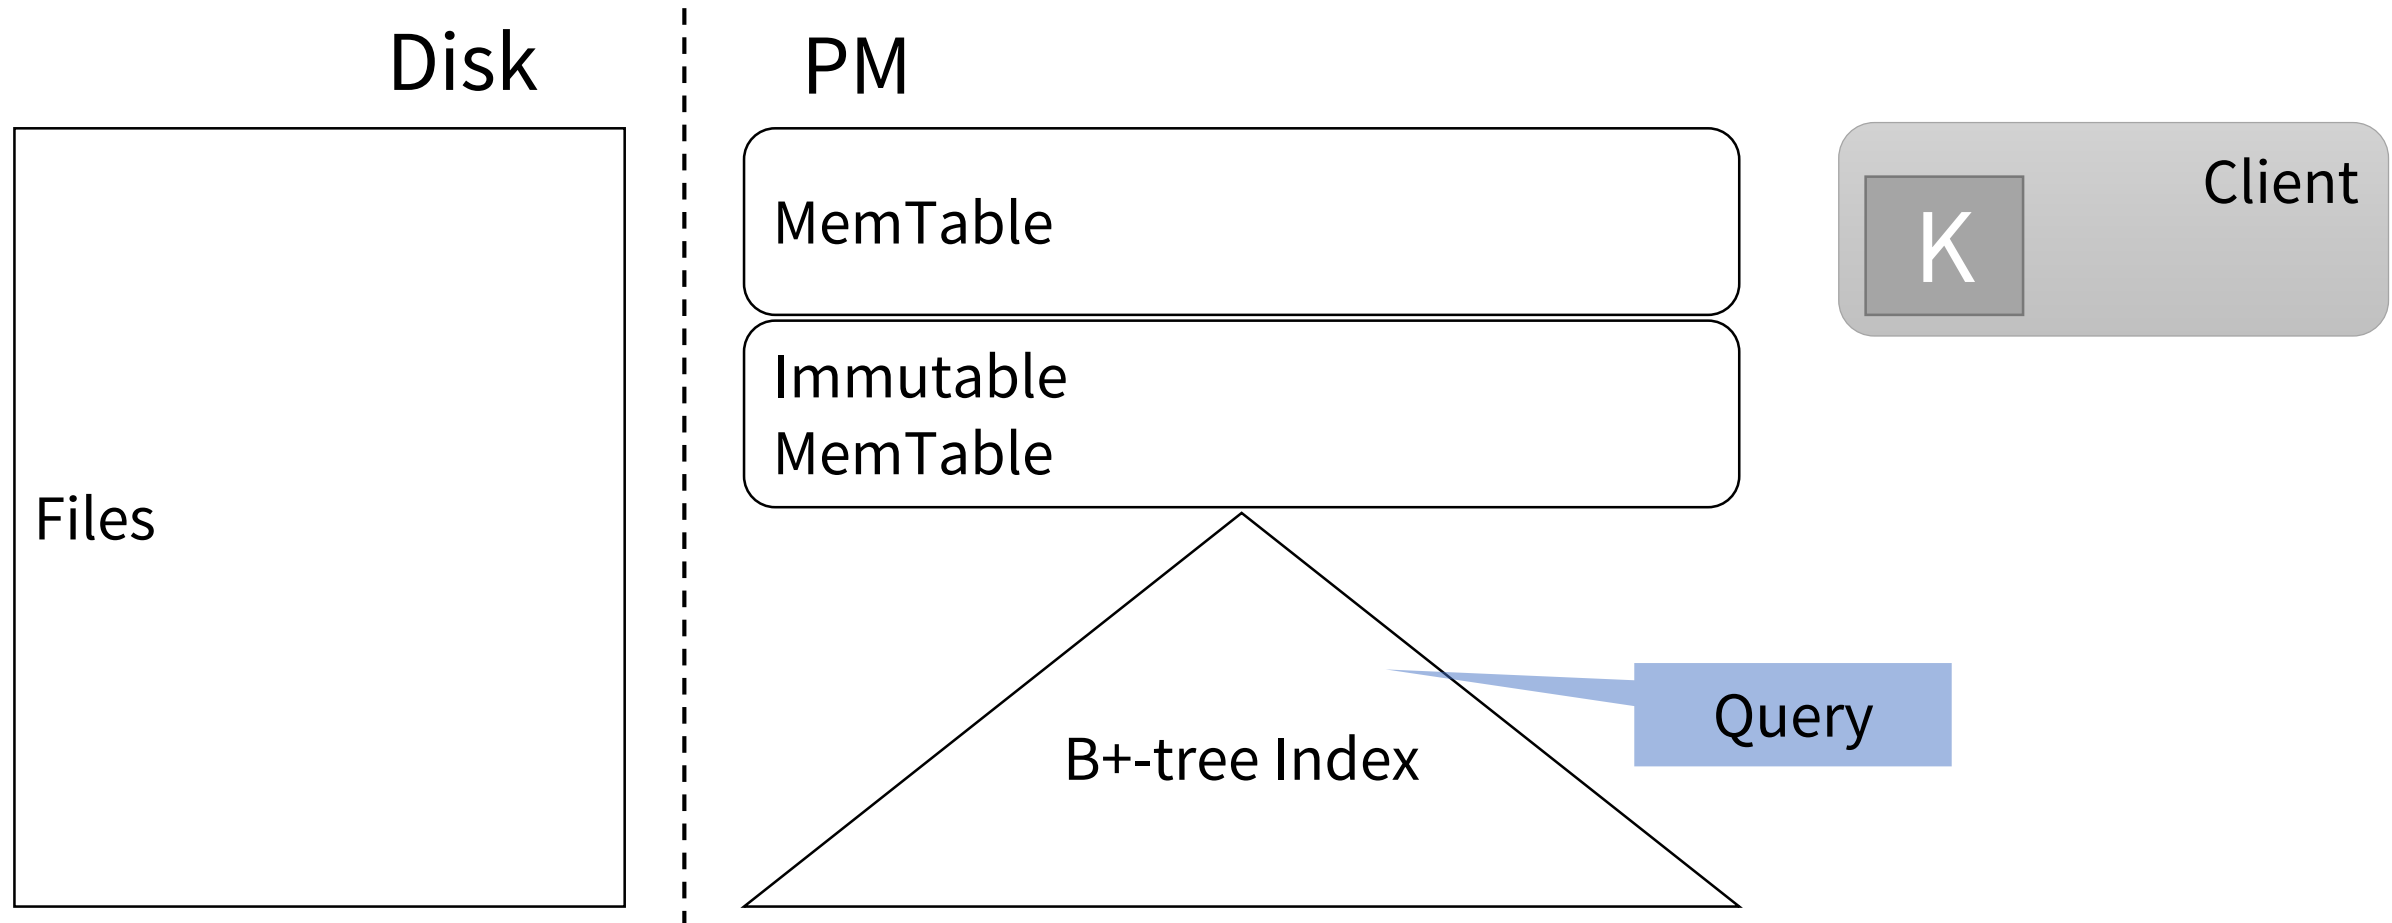 Disk
PM
MemTable
Client
K
Immutable
MemTable
Files
Query
B+-tree Index